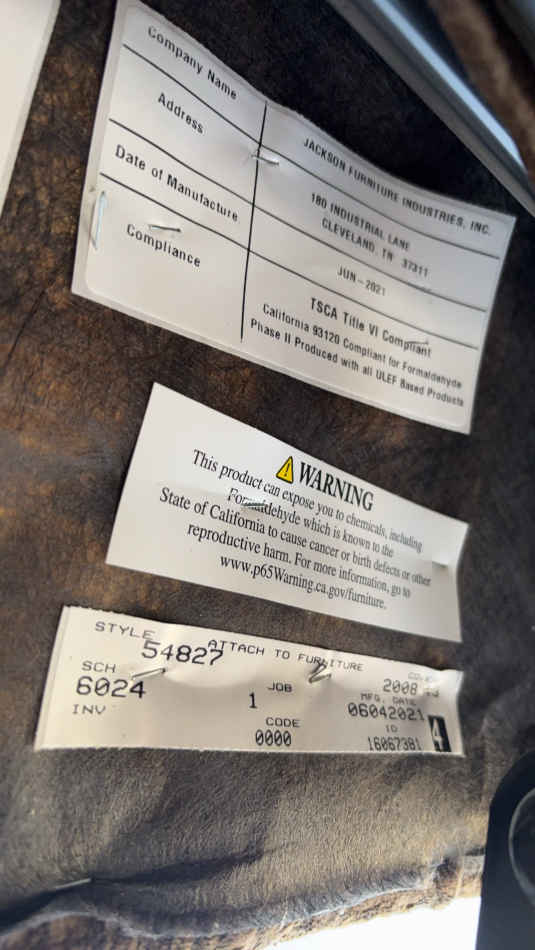 Company Name
JACKSON FURNITURE INDUSTRIES, INC.
Address
180 INDUSTRIAL LANE
CLEVELAND, TN 37311
Date of Manufacture
JUN-2021
Compliance
TSCA Title VI Compliant
California 93120 Compliant for Formaldehyde
Phase II Produced with all ULEF Based Products
WARNING
This product can expose you to chemicals, including
Formaldehyde which is known to the
State of California to cause cancer or birth defects or other
reproductive harm. For more information, go to
www.p65Warning.ca.gov/furniture.
STYLE ATTACH TO FURNITURE
54827
SCH JOB 2008
6024 1 MFG. DATE
06042021
INV CODE ID
0000 16067381
4